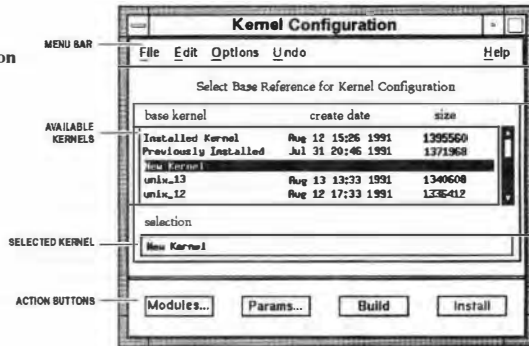 Kernel Configuration
on
MENU BAR
File Edit Options Undo Help
Select Base Reference for Kernel Configuration
base kernel create date size
AVAILABLE
KERNELS
Installed Kernel Aug 12 15:26 1991 1395560
Previously Installed Jul 31 20:46 1991 1371968
New Kernel
unix_13 Aug 13 13:33 1991 1340608
unix_12 Aug 12 17:33 1991 1336412
selection
SELECTED KERNEL
New Kernel
ACTION BUTTONS
Modules... Params... Build Install